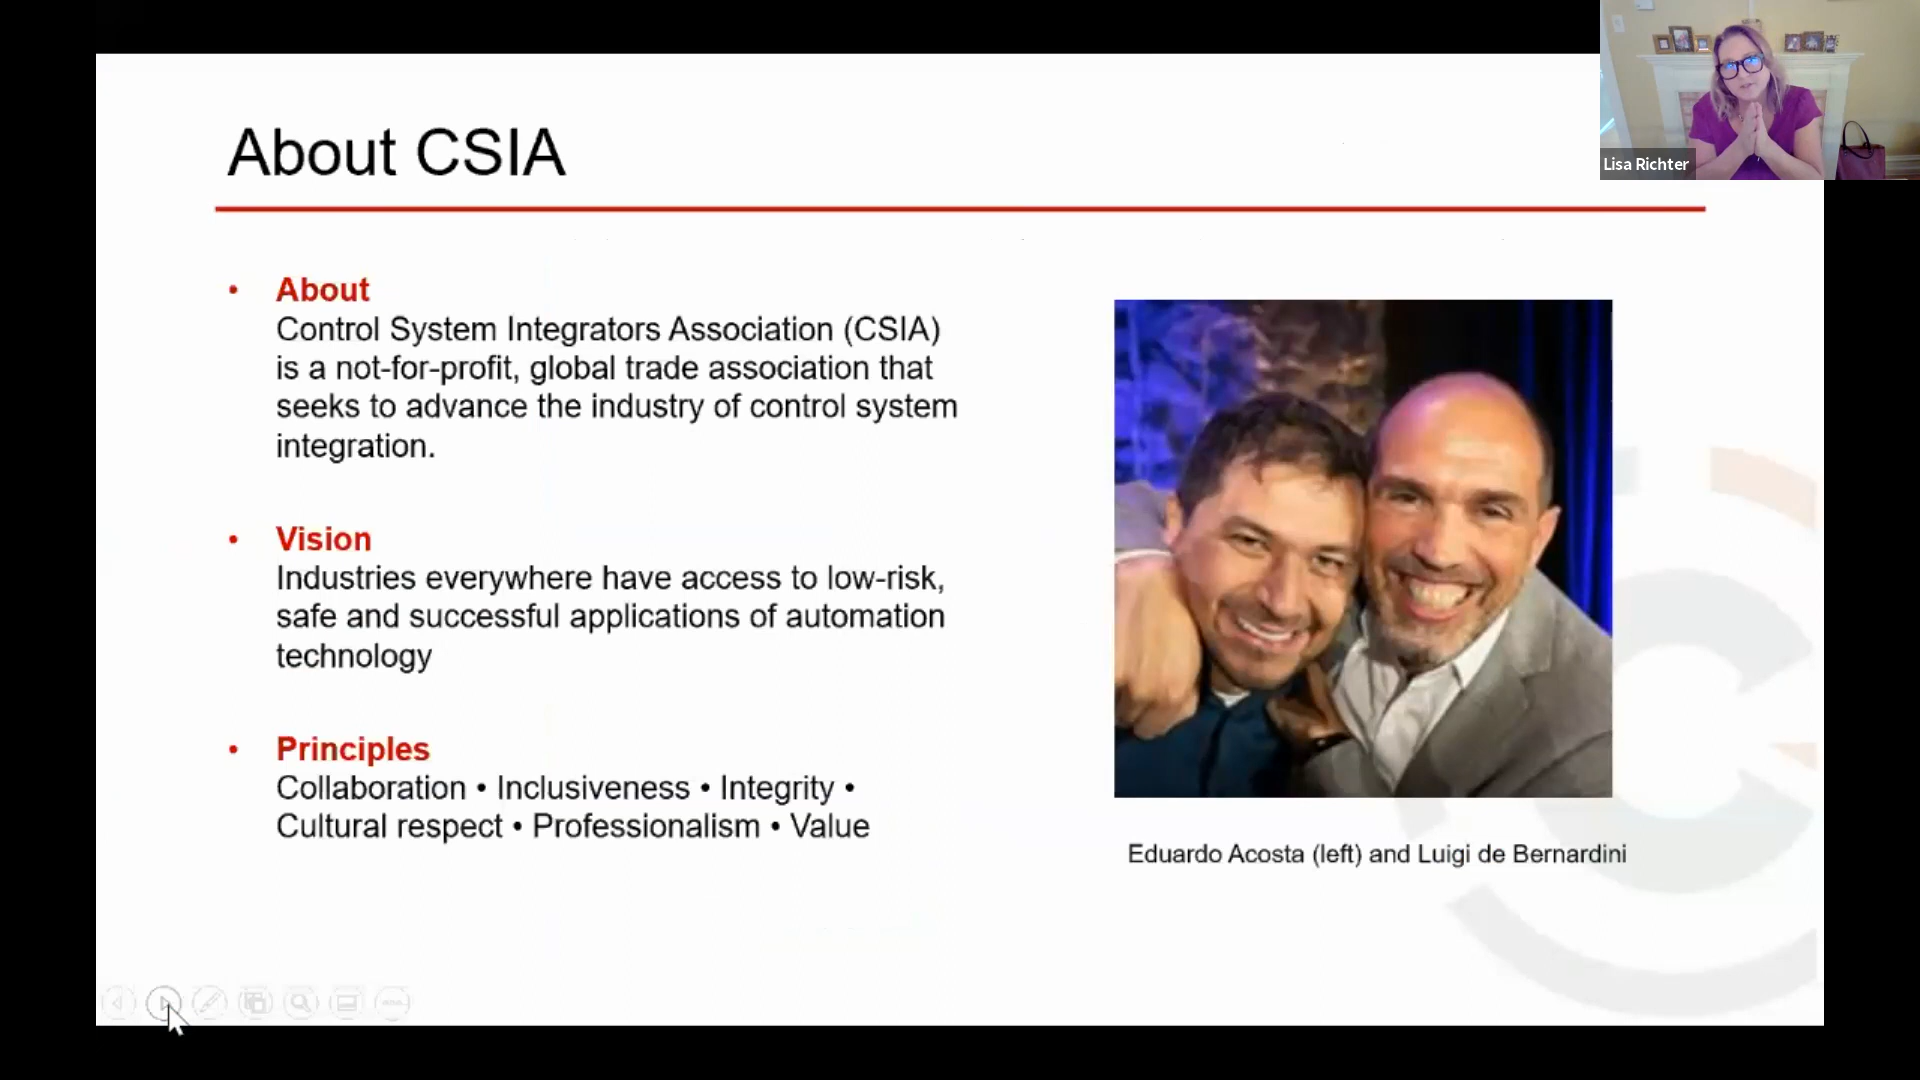 About CSIA
Lisa Richter
• About
Control System Integrators Association (CSIA)
is a not-for-profit, global trade association that
seeks to advance the industry of control system
integration.
• Vision
Industries everywhere have access to low-risk,
safe and successful applications of automation
technology
• Principles
Collaboration • Inclusiveness • Integrity •
Cultural respect • Professionalism • Value
Eduardo Acosta (left) and Luigi de Bernardini